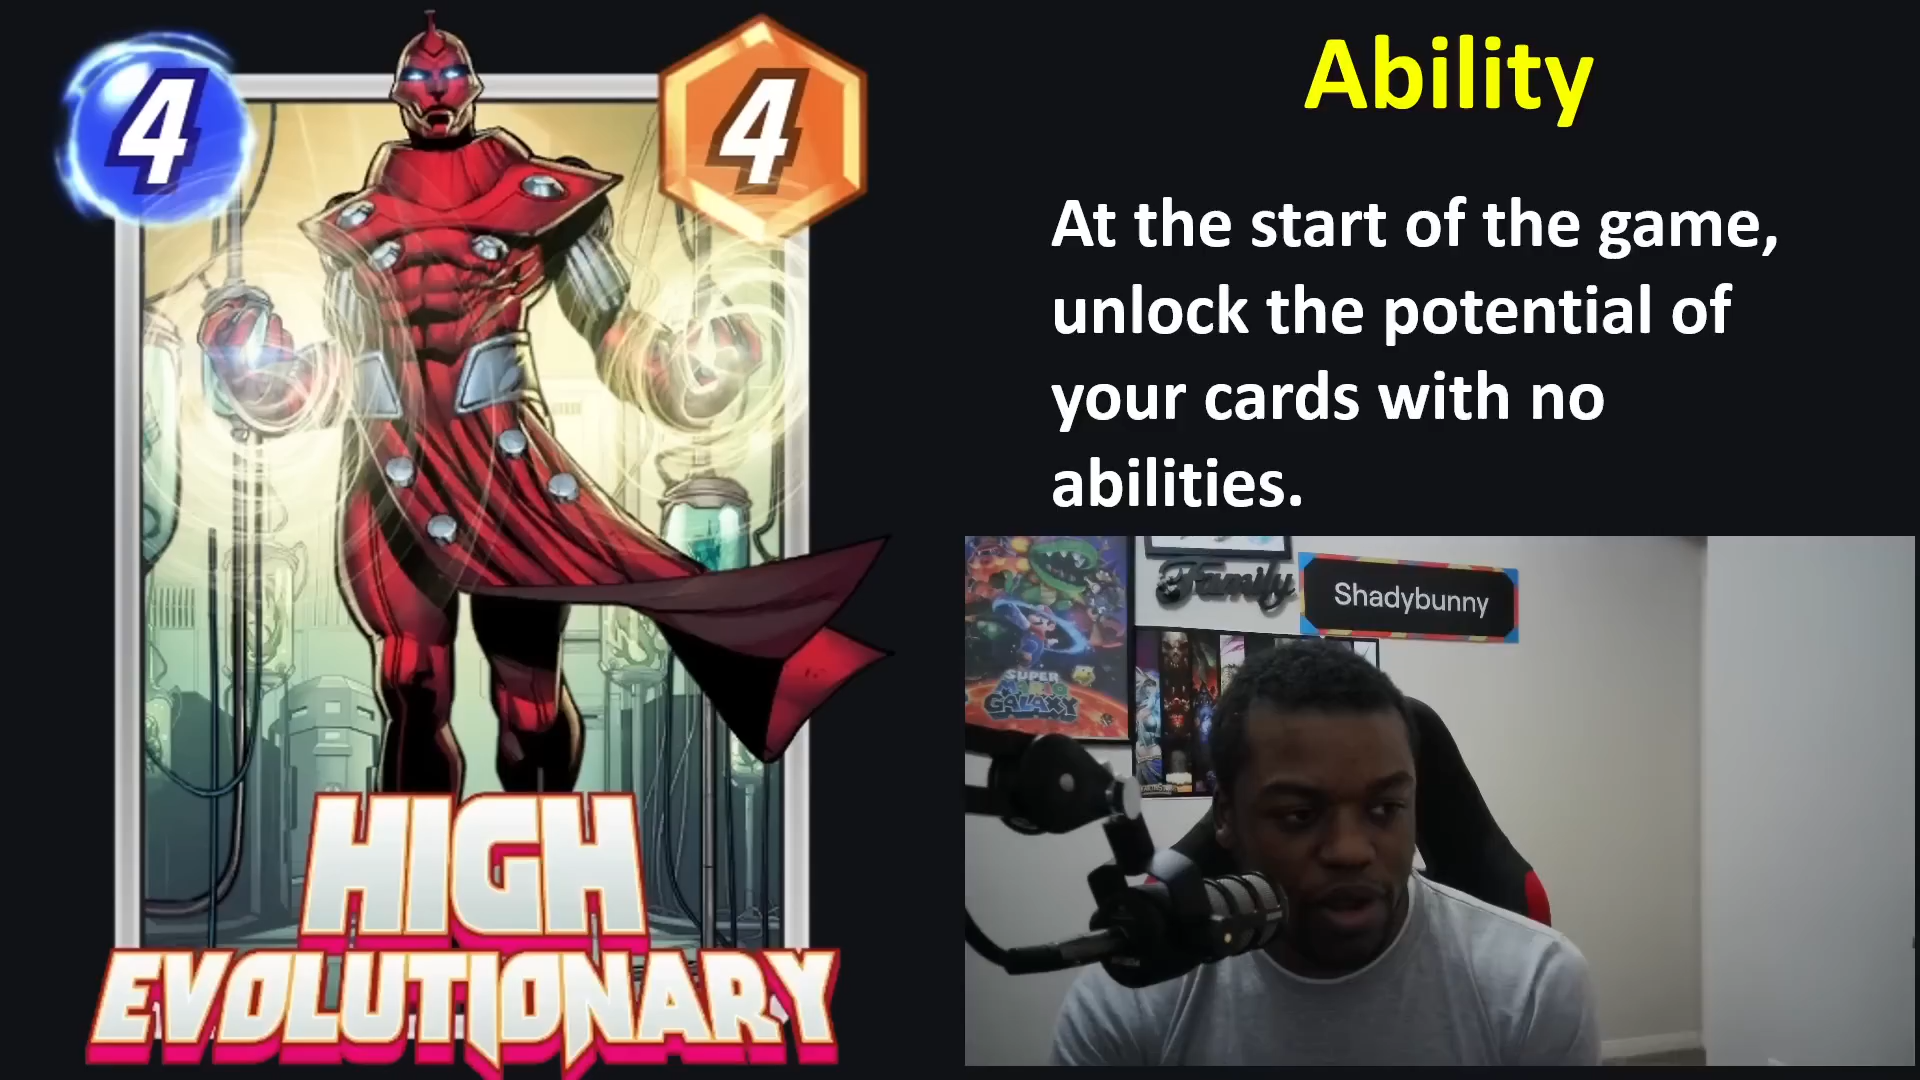 4
4
HIGH
EVOLUTIONARY
Ability
At the start of the game,
unlock the potential of
your cards with no
abilities.
Family
Shadybunny
SUPER
MARIO
GALAXY